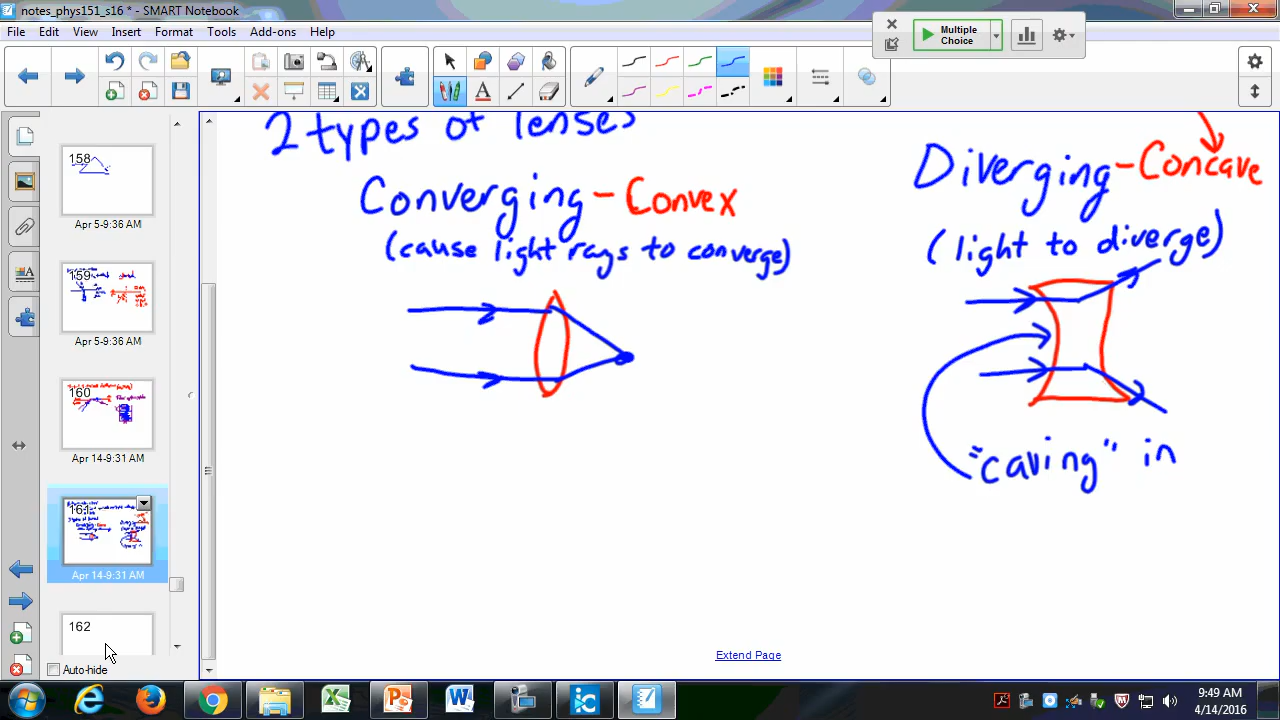 notes_phys151_s16 * - SMART Notebook
File Edit View Insert Format Tools Add-ons Help
Multiple
Choice
158
Apr 5-9:36 AM
159
Apr 5-9:36 AM
160
Apr 14-9:31 AM
161
Apr 14-9:31 AM
162
Auto-hide
2 types of lenses
Converging - Convex
(cause light rays to converge)
Diverging - Concave
(light to diverge)
"caving" in
Extend Page
9:49 AM
4/14/2016